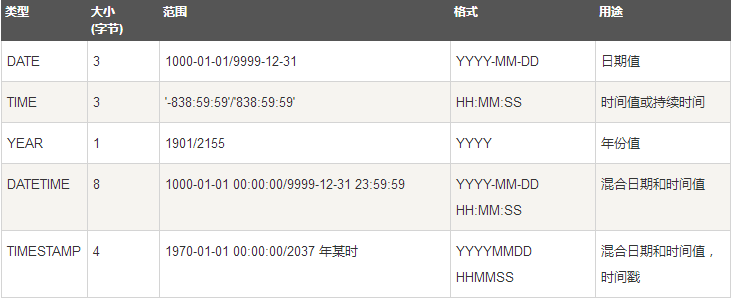 类型 大小 范围 格式 用途
(字节)
DATE 3 1000-01-01/9999-12-31 YYYY-MM-DD 日期值
TIME 3 '-838:59:59'/'838:59:59' HH:MM:SS 时间值或持续时间
YEAR 1 1901/2155 YYYY 年份值
DATETIME 8 1000-01-01 00:00:00/9999-12-31 23:59:59 YYYY-MM-DD 混合日期和时间值
HH:MM:SS
TIMESTAMP 4 1970-01-01 00:00:00/2037 年某时 YYYYMMDD 混合日期和时间值，
HHMMSS 时间戳